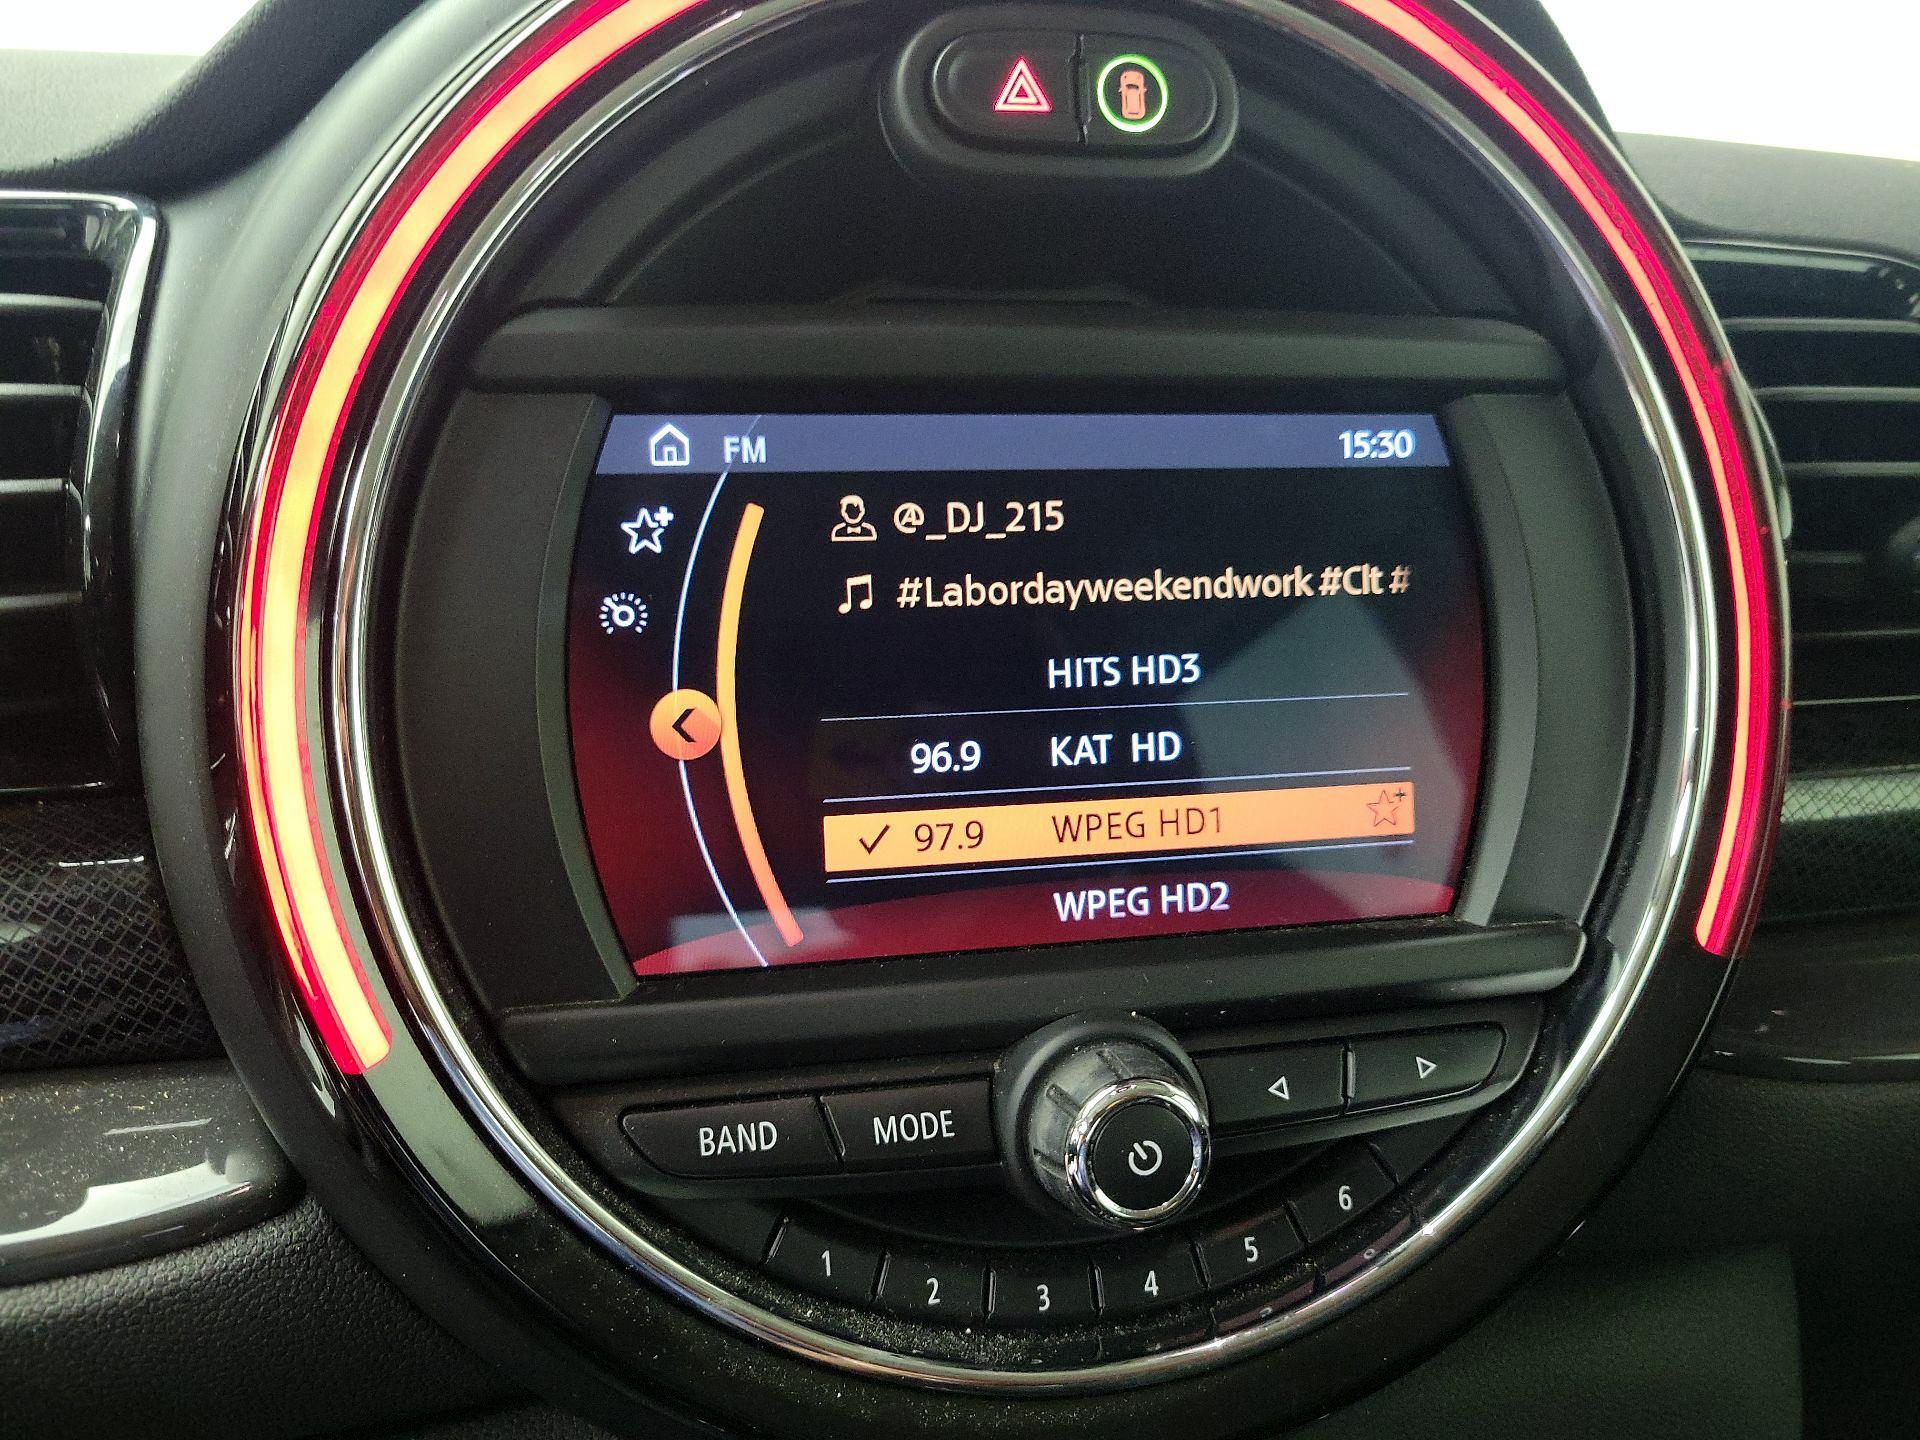 FM 15:30
@_DJ_215
#Labordayweekendwork #Clt #
HITS HD3
96.9 KAT HD
97.9 WPEG HD1
WPEG HD2
BAND MODE
1 2 3 4 5 6